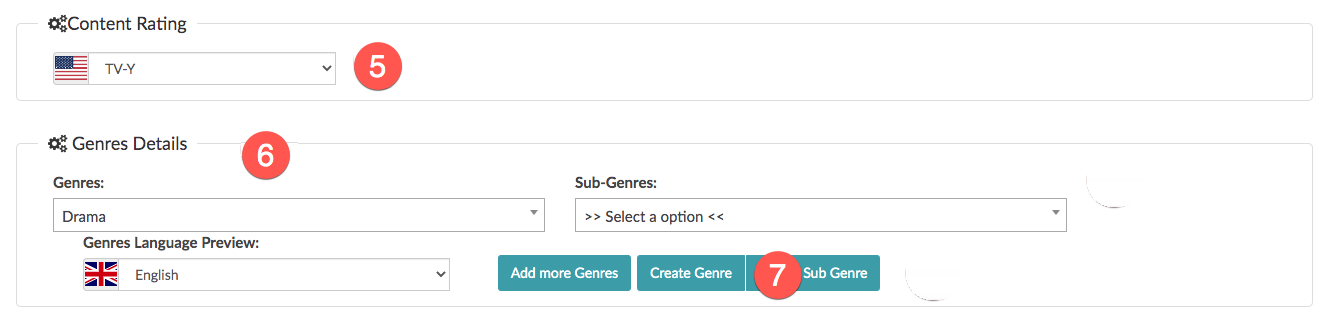 Content Rating
TV-Y
5
Genres Details
6
Genres: Sub-Genres:
Drama >> Select a option <<
Genres Language Preview:
English Add more Genres Create Genre 7 Sub Genre